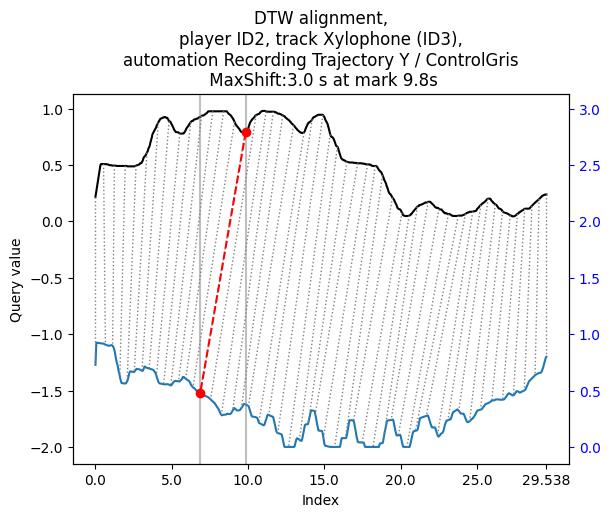 DTW alignment,
player ID2, track Xylophone (ID3),
automation Recording Trajectory Y / ControlGris
MaxShift:3.0 s at mark 9.8s
1.0
0.5
0.0
−0.5
−1.0
−1.5
−2.0
Query value
3.0
2.5
2.0
1.5
1.0
0.5
0.0
0.0 5.0 10.0 15.0 20.0 25.0 29.538
Index